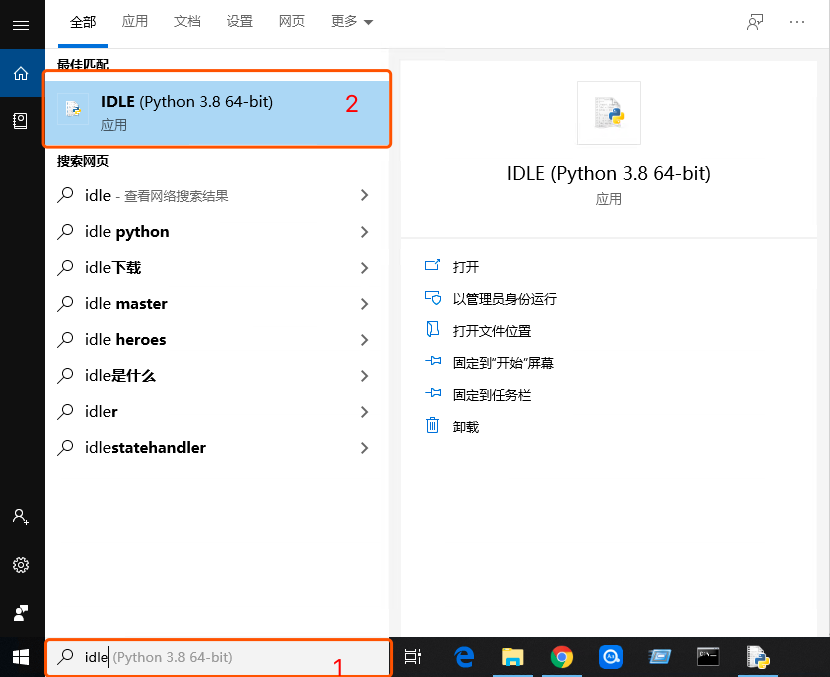 全部 应用 文档 设置 网页 更多
最佳匹配
IDLE (Python 3.8 64-bit)
应用
2
搜索网页
idle - 查看网络搜索结果
idle python
idle下载
idle master
idle heroes
idle是什么
idler
idlestatehandler
IDLE (Python 3.8 64-bit)
应用
打开
以管理员身份运行
打开文件位置
固定到"开始"屏幕
固定到任务栏
卸载
idle (Python 3.8 64-bit)
1